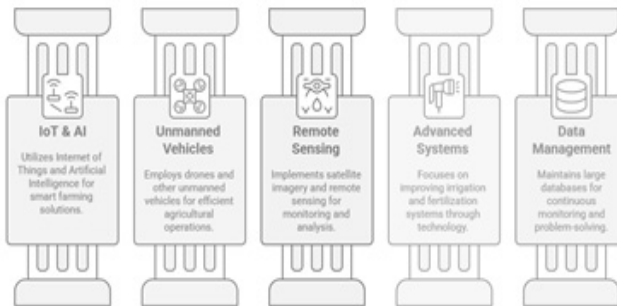 IoT & AI
Utilizes Internet of
Things and Artificial
Intelligence for
smart farming
solutions.
Unmanned
Vehicles
Employs drones and
other unmanned
vehicles for efficient
agricultural
operations.
Remote
Sensing
Implements satellite
imagery and remote
sensing for
monitoring and
analysis.
Advanced
Systems
Focuses on
improving irrigation
and fertilization
systems through
technology.
Data
Management
Maintains large
databases for
continuous
monitoring and
problem-solving.